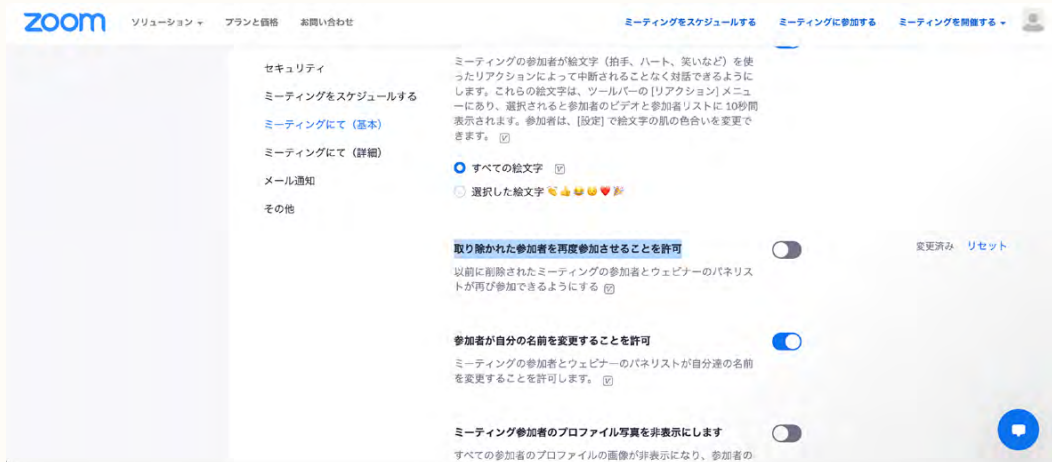 zoom ソリューション プランと価格 お問い合わせ ミーティングをスケジュールする ミーティングに参加する ミーティングを開催する
セキュリティ
ミーティングをスケジュールする
ミーティングにて（基本）
ミーティングにて（詳細）
メール通知
その他
ミーティングの参加者が絵文字（拍手、ハート、笑いなど）を使
ったリアクションによって中断されることなく対話できるように
します。これらの絵文字は、ツールバーの [リアクション] メニュ
ーにあり、選択されると参加者のビデオと参加者リストに 10秒間
表示されます。参加者は、[設定] で絵文字の肌の色合いを変更で
きます。
すべての絵文字
選択した絵文字 👏👍😂😯❤️🎉
取り除かれた参加者を再度参加させることを許可 変更済み リセット
以前に削除されたミーティングの参加者とウェビナーのパネリス
トが再び参加できるようにする
参加者が自分の名前を変更することを許可
ミーティングの参加者とウェビナーのパネリストが自分達の名前
を変更することを許可します。
ミーティング参加者のプロファイル写真を非表示にします
すべての参加者のプロファイルの画像が非表示になり、参加者の